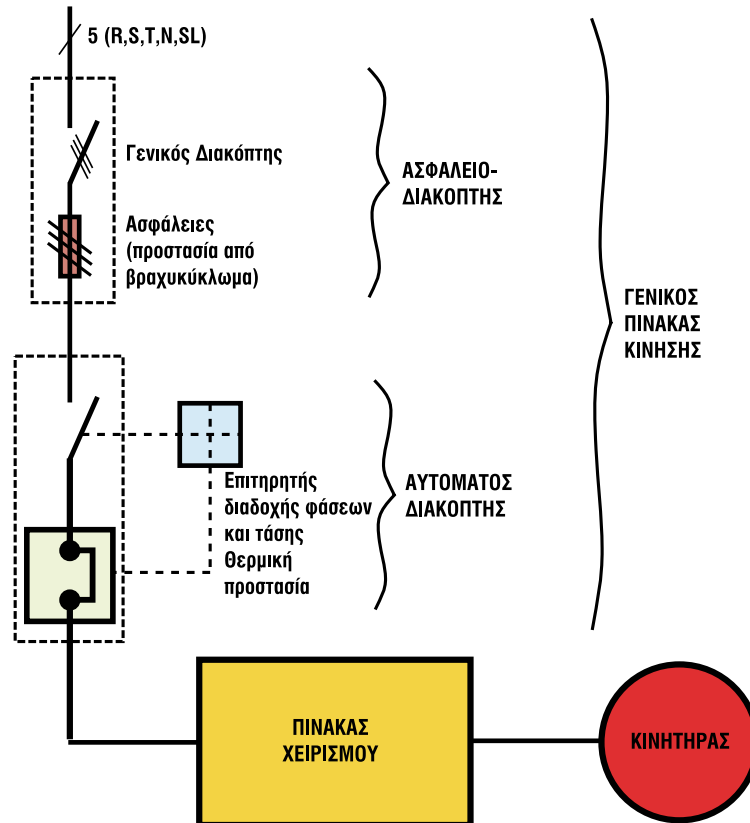 5 (R,S,T,N,SL)
Γενικός Διακόπτης
Ασφάλειες
(προστασία από
βραχυκύκλωμα)
ΑΣΦΑΛΕΙΟ-
ΔΙΑΚΟΠΤΗΣ
ΓΕΝΙΚΟΣ
ΠΙΝΑΚΑΣ
ΚΙΝΗΣΗΣ
Επιτηρητής
διαδοχής φάσεων
και τάσης
Θερμική
προστασία
ΑΥΤΟΜΑΤΟΣ
ΔΙΑΚΟΠΤΗΣ
ΠΙΝΑΚΑΣ
ΧΕΙΡΙΣΜΟΥ
ΚΙΝΗΤΗΡΑΣ